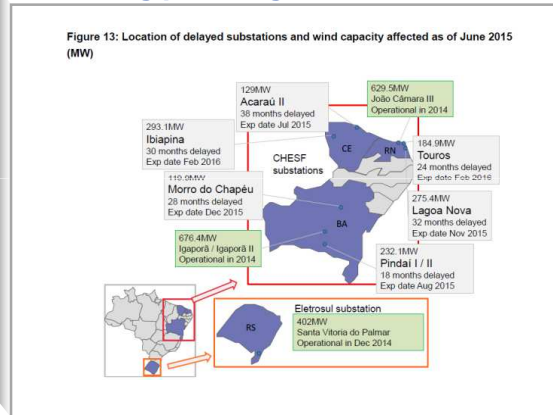 Figure 13: Location of delayed substations and wind capacity affected as of June 2015
(MW)
129MW
Acaraú II
38 months delayed
Exp date Jul 2015
629.5MW
João Câmara III
Operational in 2014
293.1MW
Ibiapina
30 months delayed
Exp date Feb 2016
CHESF
substations
CE
RN
184.9MW
Touros
24 months delayed
Exp date Feb 2016
119.9MW
Morro do Chapéu
28 months delayed
Exp date Dec 2015
275.4MW
Lagoa Nova
32 months delayed
Exp date Nov 2015
BA
676.4MW
Igaporã / Igaporã II
Operational in 2014
232.1MW
Pindaí I / II
18 months delayed
Exp date Aug 2015
Eletrosul substation
RS
402MW
Santa Vitoria do Palmar
Operational in Dec 2014